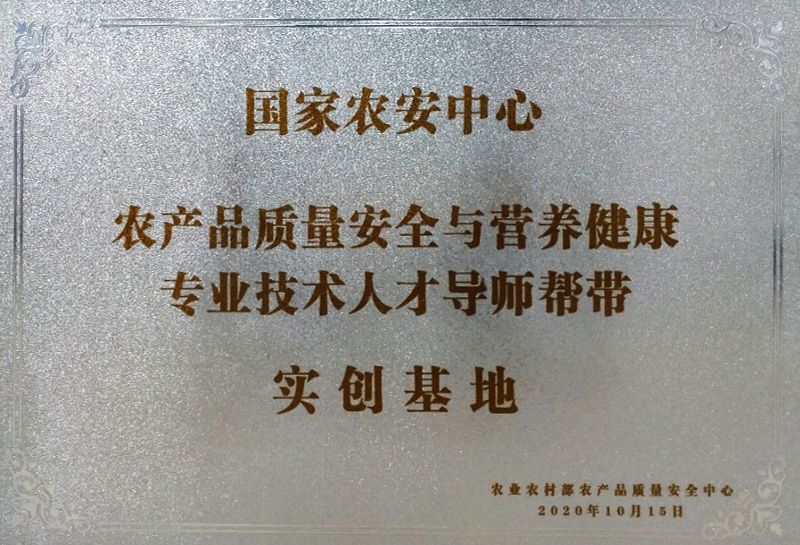 国家农安中心
农产品质量安全与营养健康
专业技术人才导师帮带
实创基地
农业农村部农产品质量安全中心
2020年10月15日